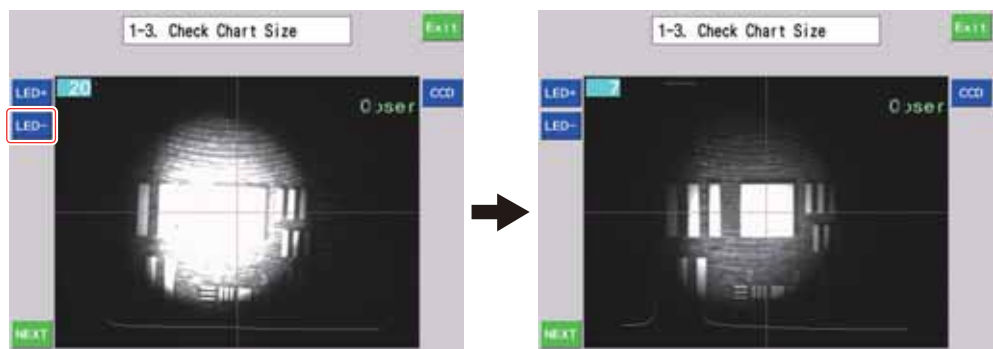 1-3. Check Chart Size
Exit
LED+
20
CCD
LED-
NEXT
1-3. Check Chart Size
Exit
LED+
7
CCD
LED-
NEXT